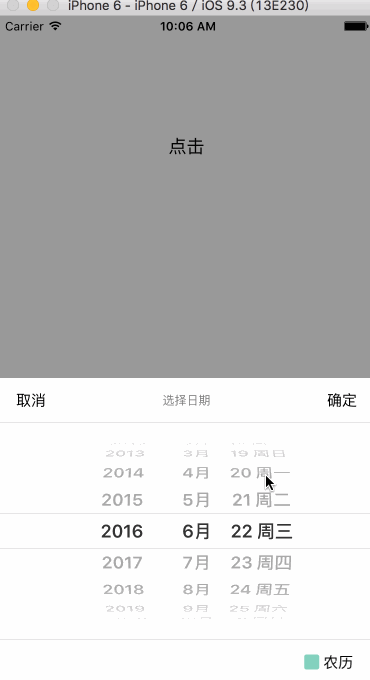 iPhone 6 - iPhone 6 / iOS 9.3 (13E230)
Carrier 10:06 AM
点击
取消 选择日期 确定
2013 3月 19 周日
2014 4月 20 周一
2015 5月 21 周二
2016 6月 22 周三
2017 7月 23 周四
2018 8月 24 周五
2019 9月 25 周六
农历